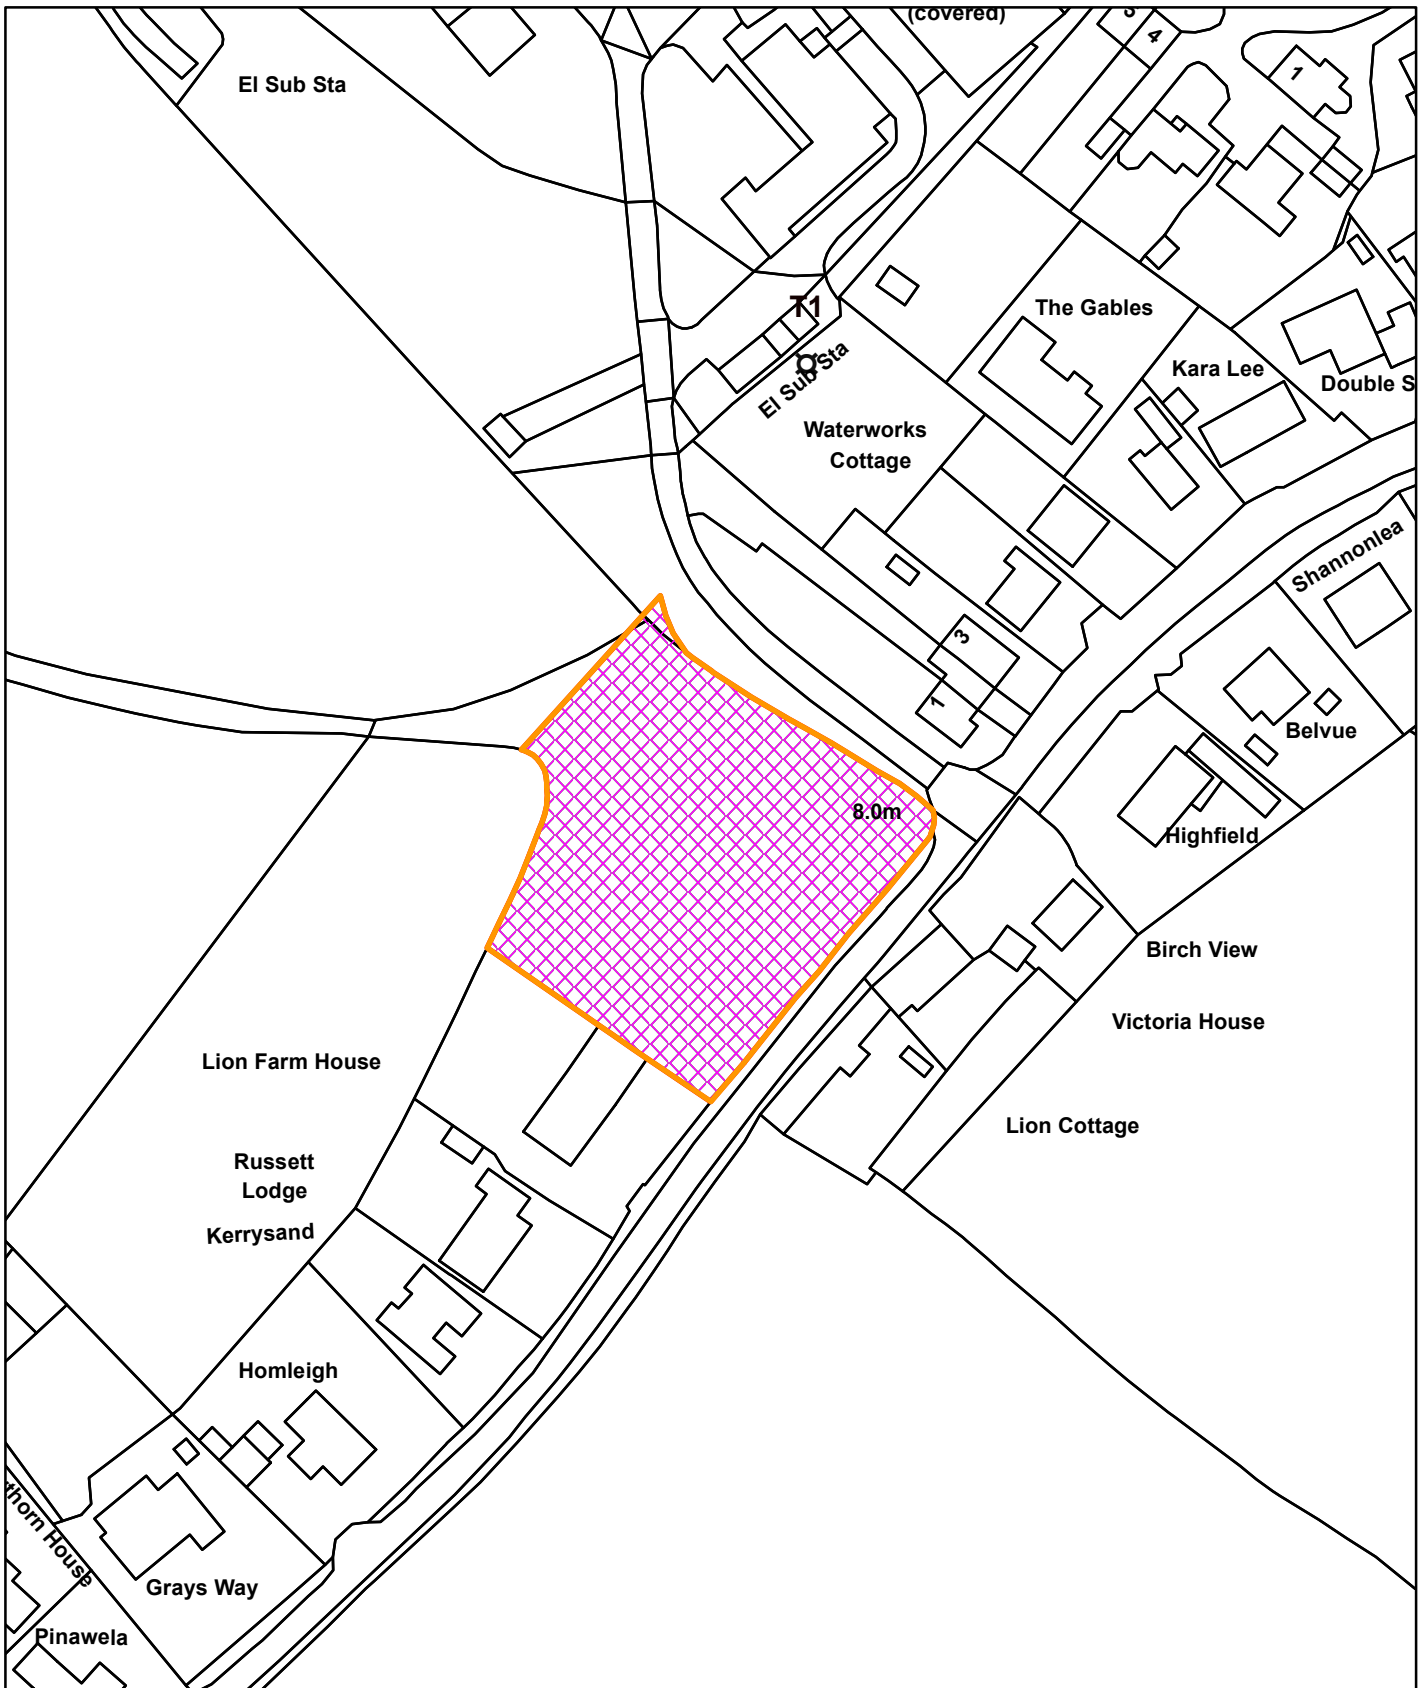 (covered)
4
1
El Sub Sta
T1
The Gables
El Sub Sta
Kara Lee
Double S
Waterworks
Cottage
Shannonlea
3
1
Belvue
8.0m
Highfield
Birch View
Victoria House
Lion Farm House
Lion Cottage
Russett
Lodge
Kerrysand
Homleigh
thorn House
Grays Way
Pinawela